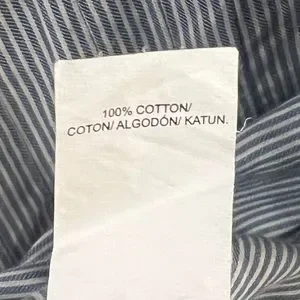 100% COTTON/
COTON/ ALGODÓN/ KATUN.